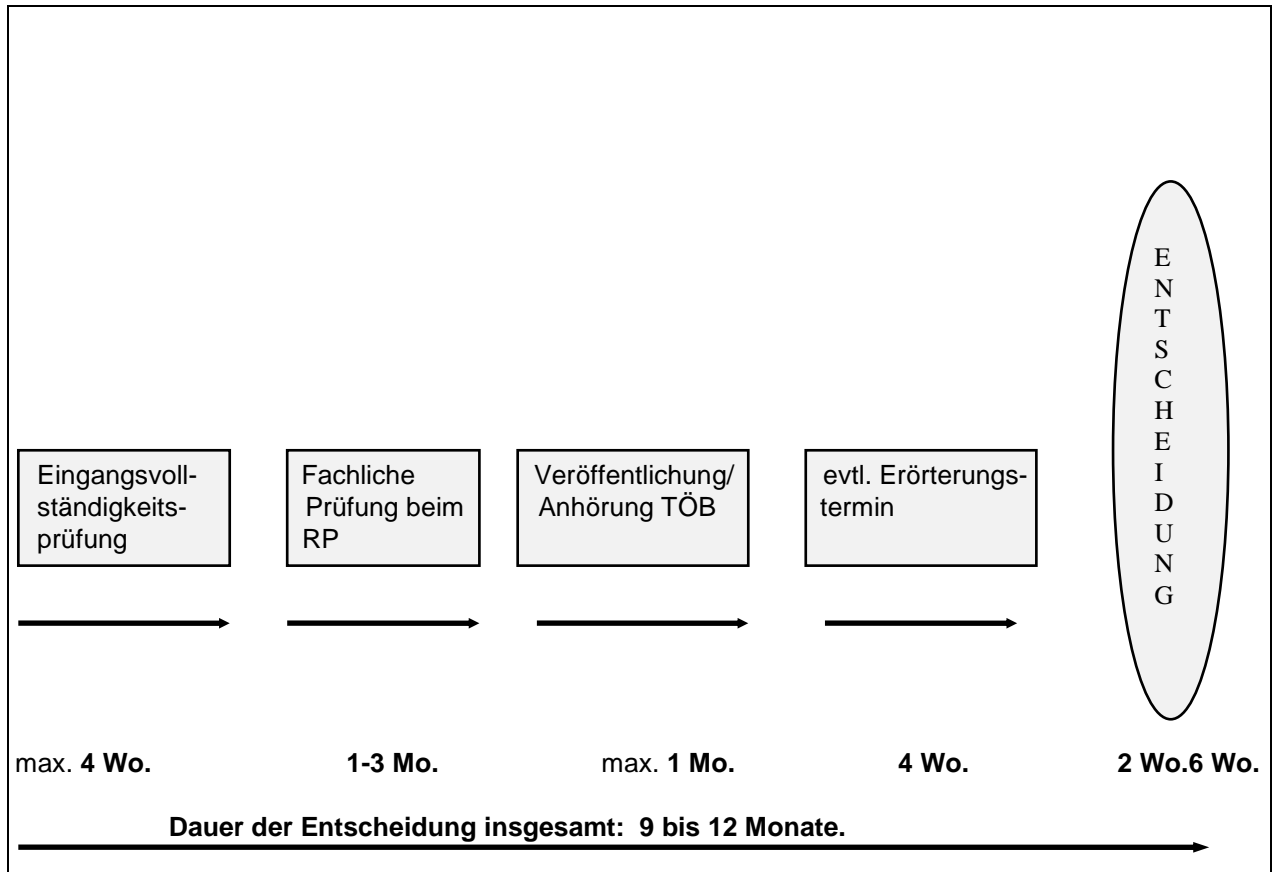 Eingangsvoll-
ständigkeits-
prüfung
Fachliche
Prüfung beim
RP
Veröffentlichung/
Anhörung TÖB
evtl. Erörterungs-
termin
E
N
T
S
C
H
E
I
D
U
N
G
max. 4 Wo.
1-3 Mo.
max. 1 Mo.
4 Wo.
2 Wo.6 Wo.
Dauer der Entscheidung insgesamt: 9 bis 12 Monate.